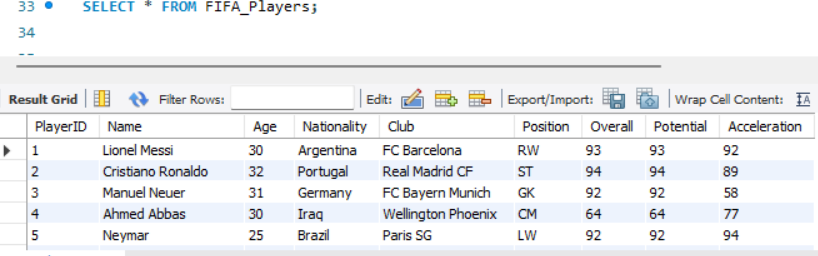 33 SELECT * FROM FIFA_Players;
34
Result Grid Filter Rows: Edit: Export/Import: Wrap Cell Content:
PlayerID Name Age Nationality Club Position Overall Potential Acceleration
1 Lionel Messi 30 Argentina FC Barcelona RW 93 93 92
2 Cristiano Ronaldo 32 Portugal Real Madrid CF ST 94 94 89
3 Manuel Neuer 31 Germany FC Bayern Munich GK 92 92 58
4 Ahmed Abbas 30 Iraq Wellington Phoenix CM 64 64 77
5 Neymar 25 Brazil Paris SG LW 92 92 94